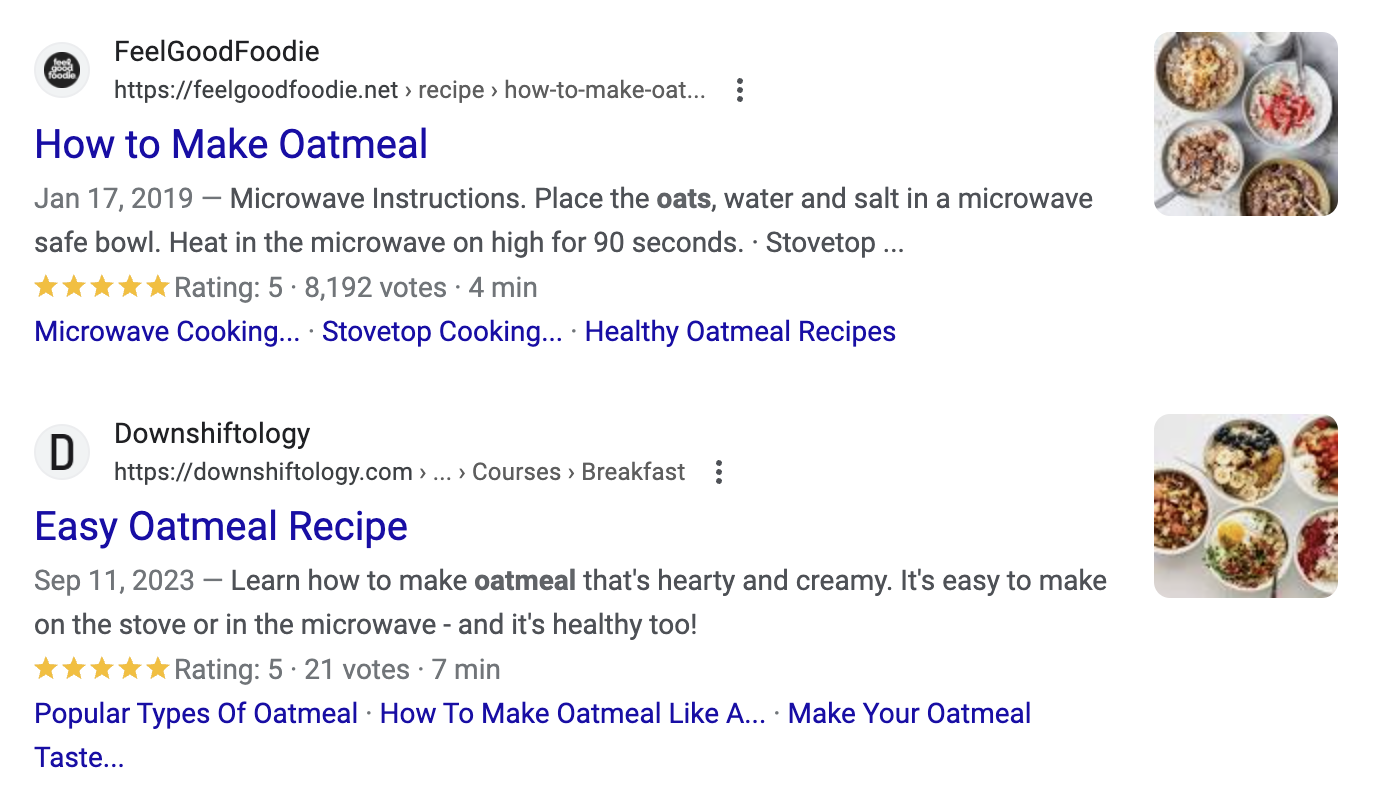 feel good foodie
FeelGoodFoodie
https://feelgoodfoodie.net › recipe › how-to-make-oat...
How to Make Oatmeal
Jan 17, 2019 — Microwave Instructions. Place the oats, water and salt in a microwave
safe bowl. Heat in the microwave on high for 90 seconds. · Stovetop ...
Rating: 5 · 8,192 votes · 4 min
Microwave Cooking... · Stovetop Cooking... · Healthy Oatmeal Recipes
D
Downshiftology
https://downshiftology.com › ... › Courses › Breakfast
Easy Oatmeal Recipe
Sep 11, 2023 — Learn how to make oatmeal that's hearty and creamy. It's easy to make
on the stove or in the microwave - and it's healthy too!
Rating: 5 · 21 votes · 7 min
Popular Types Of Oatmeal · How To Make Oatmeal Like A... · Make Your Oatmeal
Taste...